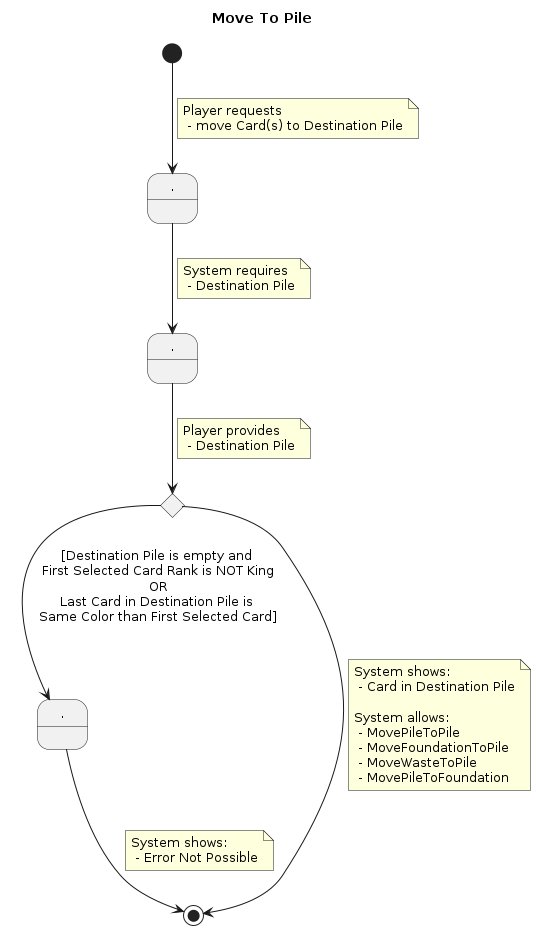 Move To Pile
Player requests
- move Card(s) to Destination Pile
.
System requires
- Destination Pile
.
Player provides
- Destination Pile
[Destination Pile is empty and
First Selected Card Rank is NOT King
OR
Last Card in Destination Pile is
Same Color than First Selected Card]
System shows:
- Card in Destination Pile
System allows:
- MovePileToPile
- MoveFoundationToPile
- MoveWasteToPile
- MovePileToFoundation
.
System shows:
- Error Not Possible